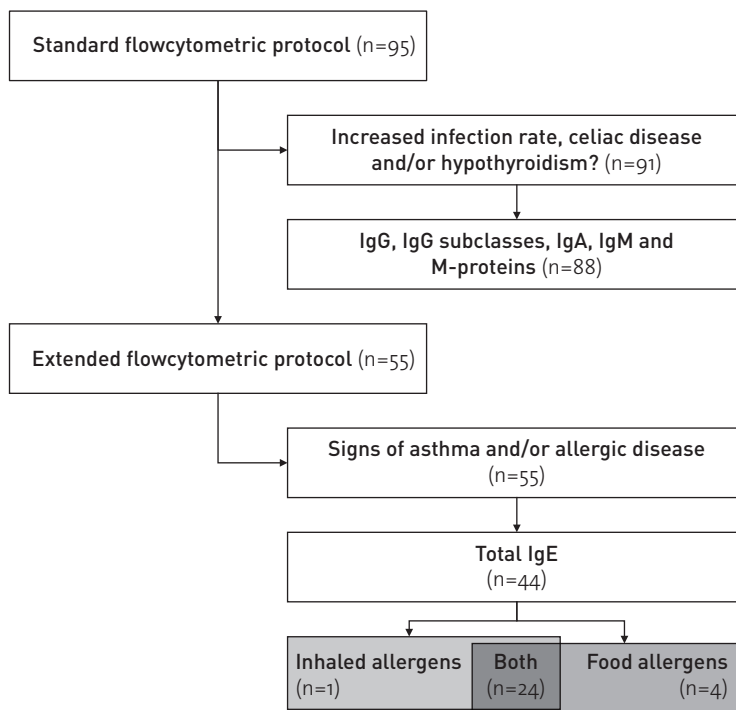 Standard flowcytometric protocol (n=95)
Increased infection rate, celiac disease
and/or hypothyroidism? (n=91)
IgG, IgG subclasses, IgA, IgM and
M-proteins (n=88)
Extended flowcytometric protocol (n=55)
Signs of asthma and/or allergic disease
(n=55)
Total IgE
(n=44)
Inhaled allergens
(n=1)
Both
(n=24)
Food allergens
(n=4)